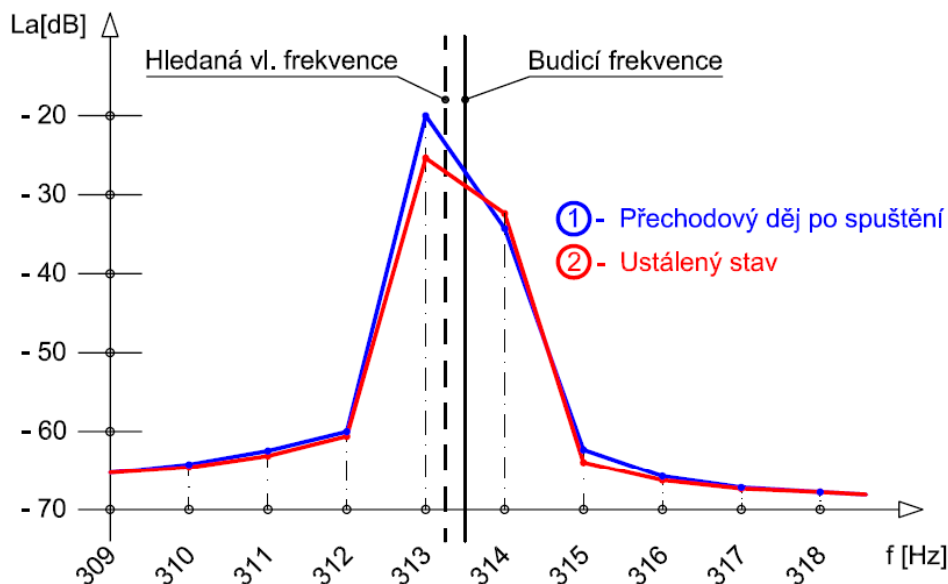 La[dB]
Hledaná vl. frekvence
Budicí frekvence
- 20
- 30
- 40
- 50
- 60
- 70
1 - Přechodový děj po spuštění
2 - Ustálený stav
309 310 311 312 313 314 315 316 317 318 f [Hz]